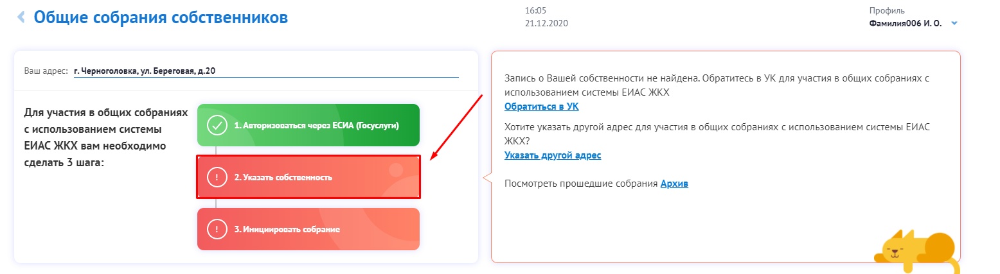 Общие собрания собственников
16:05
21.12.2020
Профиль
Фамилия006 И. О.
Ваш адрес: г. Черноголовка, ул. Береговая, д.20
Для участия в общих собраниях
с использованием системы
ЕИАС ЖКХ вам необходимо
сделать 3 шага:
1. Авторизоваться через ЕСИА (Госуслуги)
! 2. Указать собственность
! 3. Инициировать собрание
Запись о Вашей собственности не найдена. Обратитесь в УК для участия в общих собраниях с
использованием системы ЕИАС ЖКХ
Обратиться в УК
Хотите указать другой адрес для участия в общих собраниях с использованием системы ЕИАС
ЖКХ?
Указать другой адрес
Посмотреть прошедшие собрания Архив